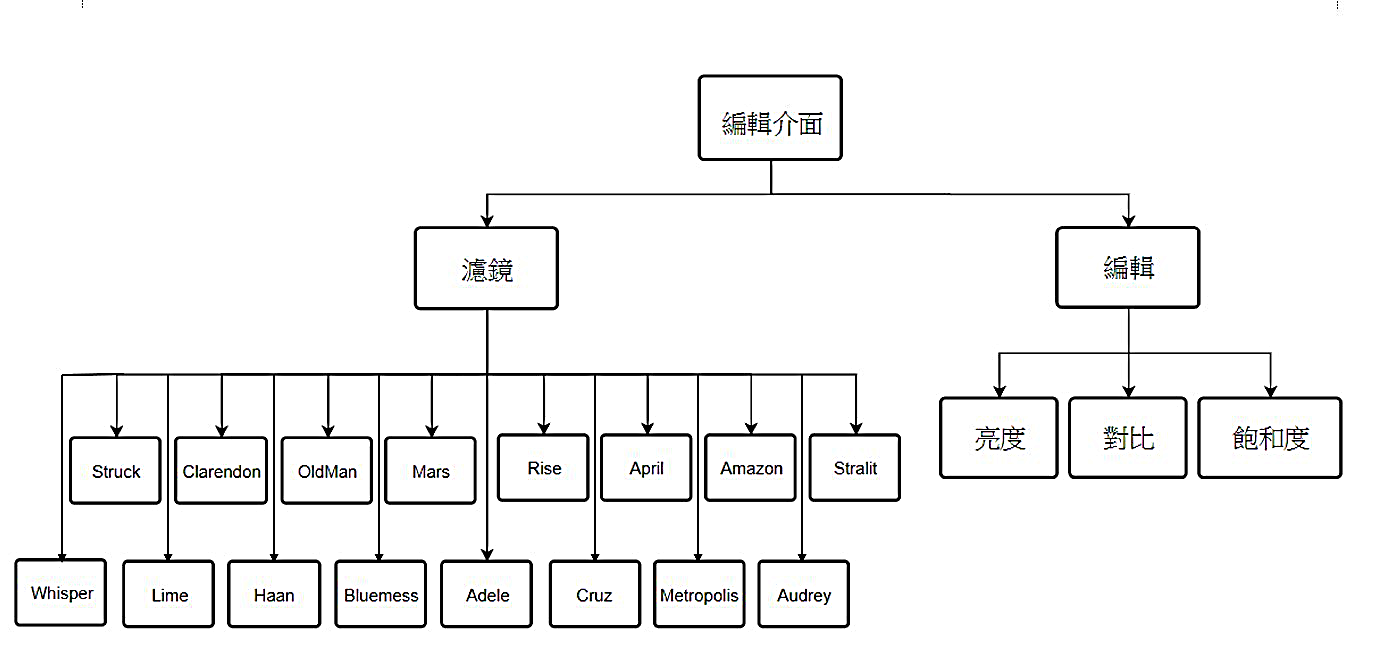 編輯介面
濾鏡
編輯
亮度
對比
飽和度
Struck
Clarendon
OldMan
Mars
Rise
April
Amazon
Stralit
Whisper
Lime
Haan
Bluemess
Adele
Cruz
Metropolis
Audrey